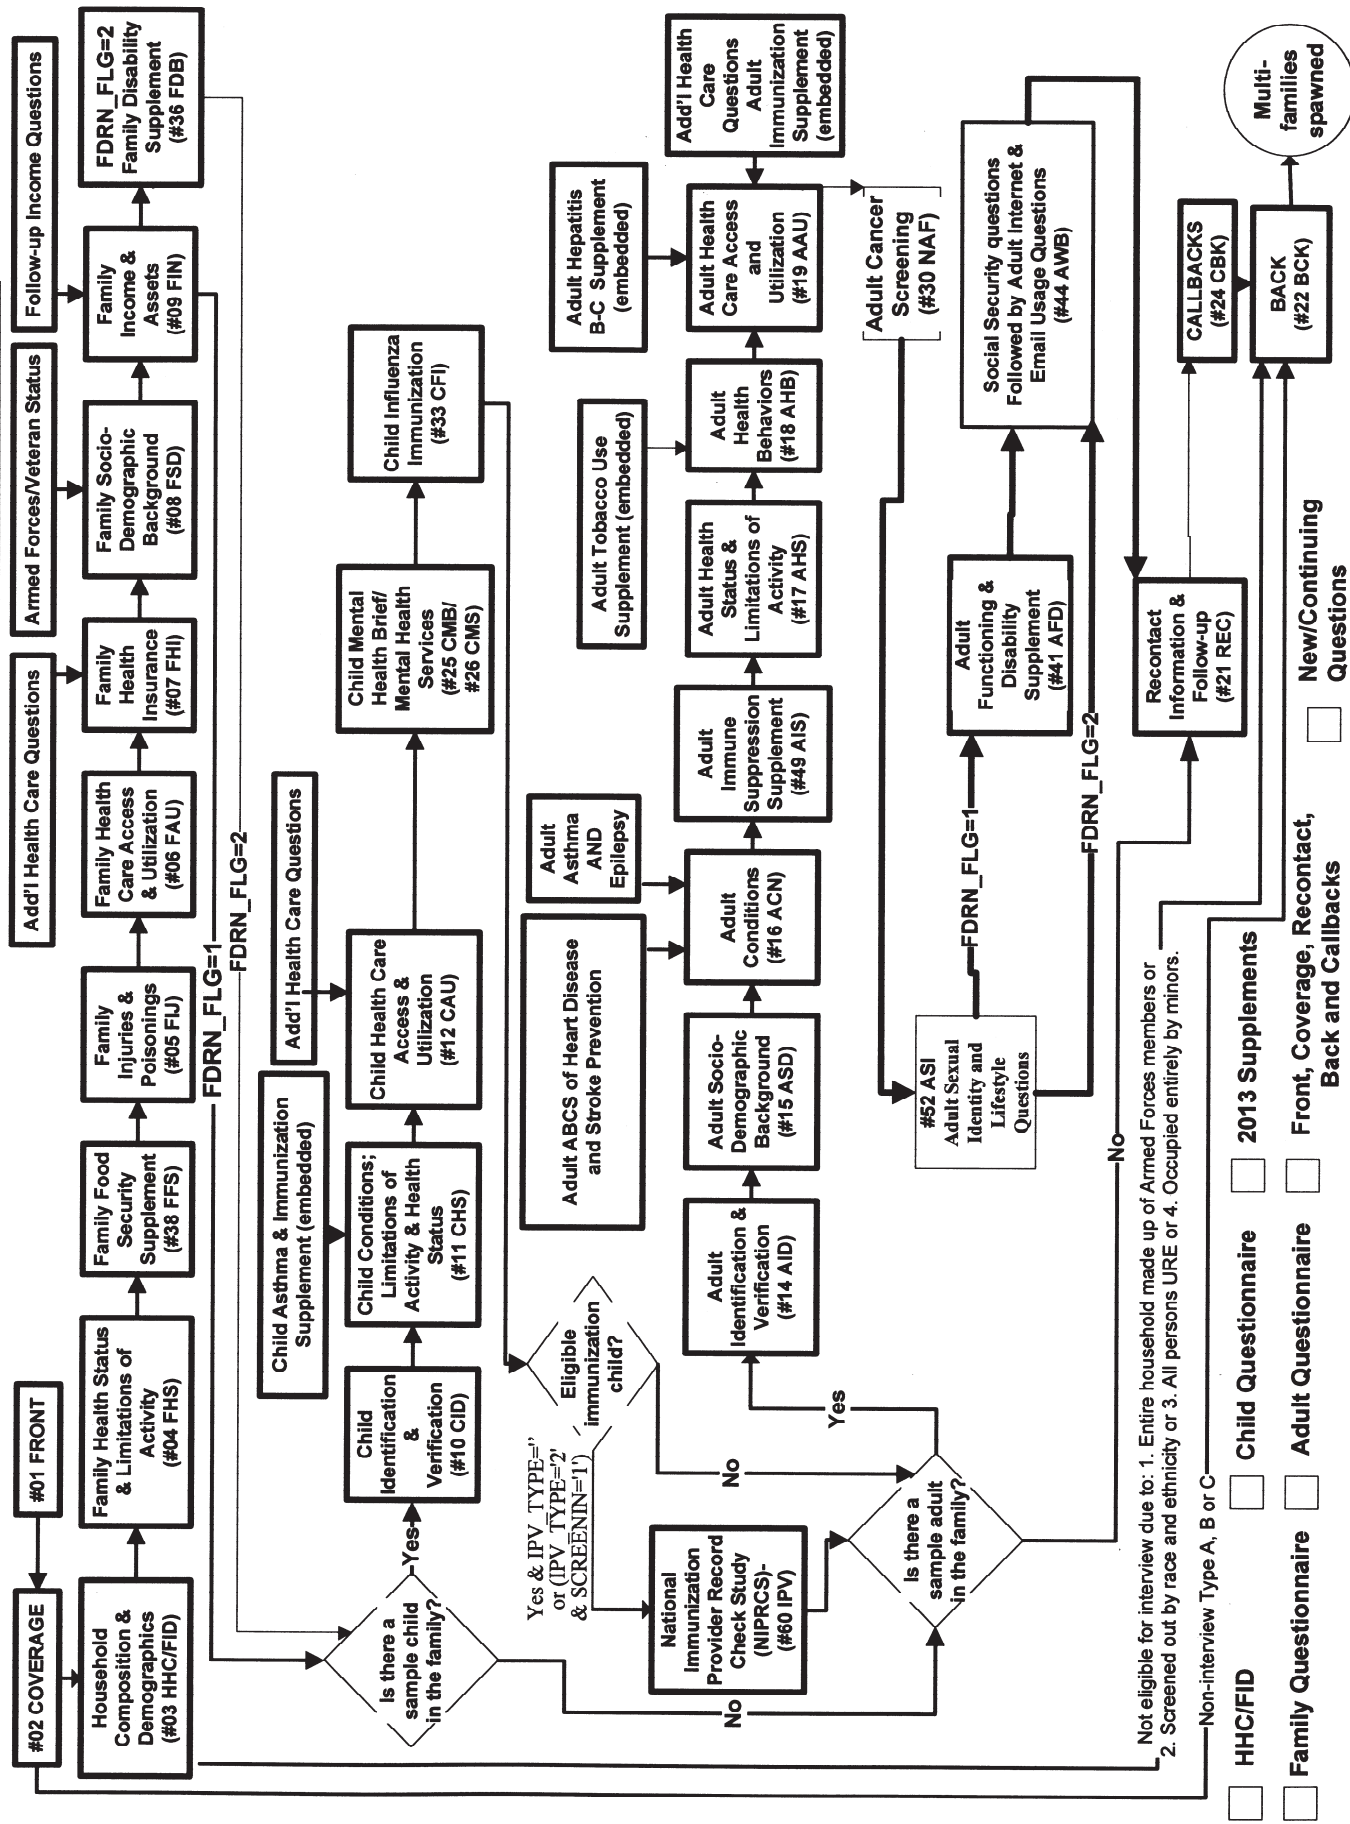 #01 FRONT
#02 COVERAGE
Household
Composition &
Demographics
(#03 HHC/FID)
Family Health Status
& Limitations of
Activity
(#04 FHS)
Family Food
Security
Supplement
(#38 FFS)
Family
Injuries &
Poisonings
(#05 FIJ)
Family Health
Care Access
& Utilization
(#06 FAU)
Add'l Health Care Questions
Family
Health
Insurance
(#07 FHI)
Armed Forces/Veteran Status
Family Socio-
Demographic
Background
(#08 FSD)
Follow-up Income Questions
Family
Income &
Assets
(#09 FIN)
FDRN_FLG=2
Family Disability
Supplement
(#36 FDB)
FDRN_FLG=1
FDRN_FLG=2
Is there a
sample child
in the family?
Yes
No
Child
Identification
&
Verification
(#10 CID)
Child Asthma & Immunization
Supplement (embedded)
Child Conditions;
Limitations of
Activity & Health
Status
(#11 CHS)
Add'l Health Care Questions
Child Health Care
Access &
Utilization
(#12 CAU)
Child Mental
Health Brief/
Mental Health
Services
(#25 CMB/
#26 CMS)
Child Influenza
Immunization
(#33 CFI)
Eligible
immunization
child?
Yes & IPV_TYPE=''
or (IPV_TYPE='2'
& SCREENIN='1')
No
National
Immunization
Provider Record
Check Study
(NIPRCS)-
(#60 IPV)
Is there a
sample adult
in the family?
Yes
No
Adult
Identification &
Verification
(#14 AID)
Adult Socio-
Demographic
Background
(#15 ASD)
Adult ABCS of Heart Disease
and Stroke Prevention
Adult
Asthma
AND
Epilepsy
Adult
Conditions
(#16 ACN)
Adult
Immune
Suppression
Supplement
(#49 AIS)
Adult Health
Status &
Limitations of
Activity
(#17 AHS)
Adult Tobacco Use
Supplement (embedded)
Adult
Health
Behaviors
(#18 AHB)
Adult Hepatitis
B-C Supplement
(embedded)
Adult Health
Care Access
and
Utilization
(#19 AAU)
Add'l Health
Care
Questions
Adult
Immunization
Supplement
(embedded)
Adult Cancer
Screening
(#30 NAF)
#52 ASI
Adult Sexual
Identity and
Lifestyle
Questions
FDRN_FLG=1
FDRN_FLG=2
Adult
Functioning &
Disability
Supplement
(#41 AFD)
Social Security questions
Followed by Adult Internet &
Email Usage Questions
(#44 AWB)
Recontact
Information &
Follow-up
(#21 REC)
CALLBACKS
(#24 CBK)
BACK
(#22 BCK)
Multi-
families
spawned
Not eligible for interview due to: 1. Entire household made up of Armed Forces members or
2. Screened out by race and ethnicity or 3. All persons URE or 4. Occupied entirely by minors.
Non-interview Type A, B or C
HHC/FID
Child Questionnaire
2013 Supplements
New/Continuing
Questions
Family Questionnaire
Adult Questionnaire
Front, Coverage, Recontact,
Back and Callbacks